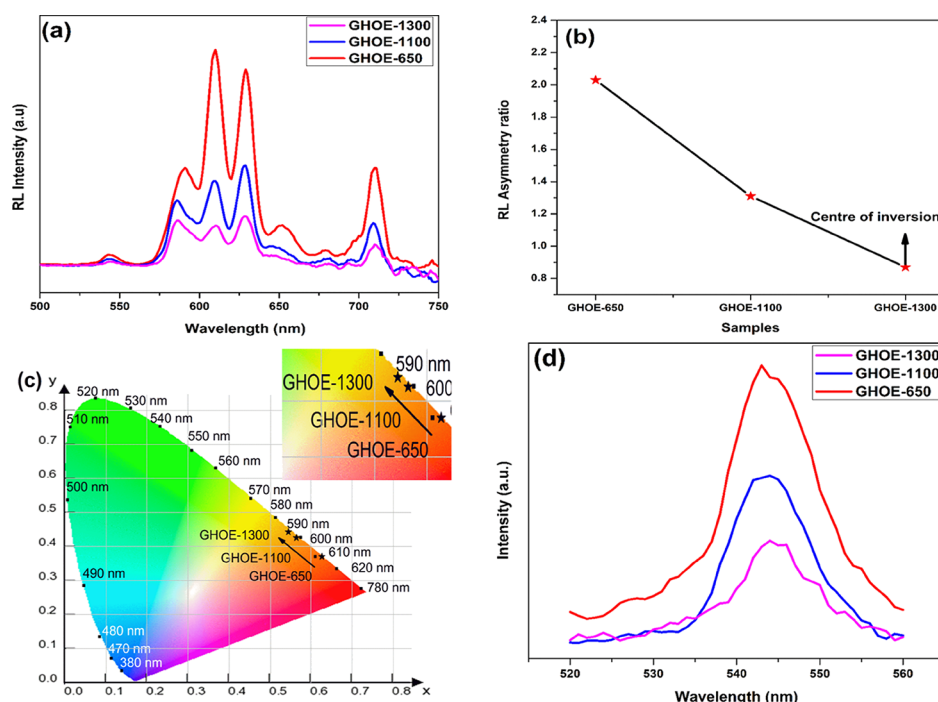 (a)
GHOE-1300
GHOE-1100
GHOE-650
RL Intensity (a.u)
500 550 600 650 700 750
Wavelength (nm)
(b)
2.4
2.2
2.0
1.8
1.6
1.4
1.2
1.0
0.8
RL Asymmetry ratio
Centre of inversion
GHOE-650 GHOE-1100 GHOE-1300
Samples
(c)
y
0.8
0.7
0.6
0.5
0.4
0.3
0.2
0.1
0.0
0.0 0.1 0.2 0.3 0.4 0.5 0.6 0.7 0.8
x
520 nm
530 nm
510 nm
540 nm
550 nm
560 nm
500 nm
570 nm
580 nm
590 nm
GHOE-1300
600 nm
GHOE-1100
610 nm
GHOE-650
620 nm
490 nm
780 nm
480 nm
470 nm
380 nm
590 nm
GHOE-1300
600
GHOE-1100
GHOE-650
(d)
GHOE-1300
GHOE-1100
GHOE-650
Intensity (a.u.)
520 530 540 550 560
Wavelength (nm)